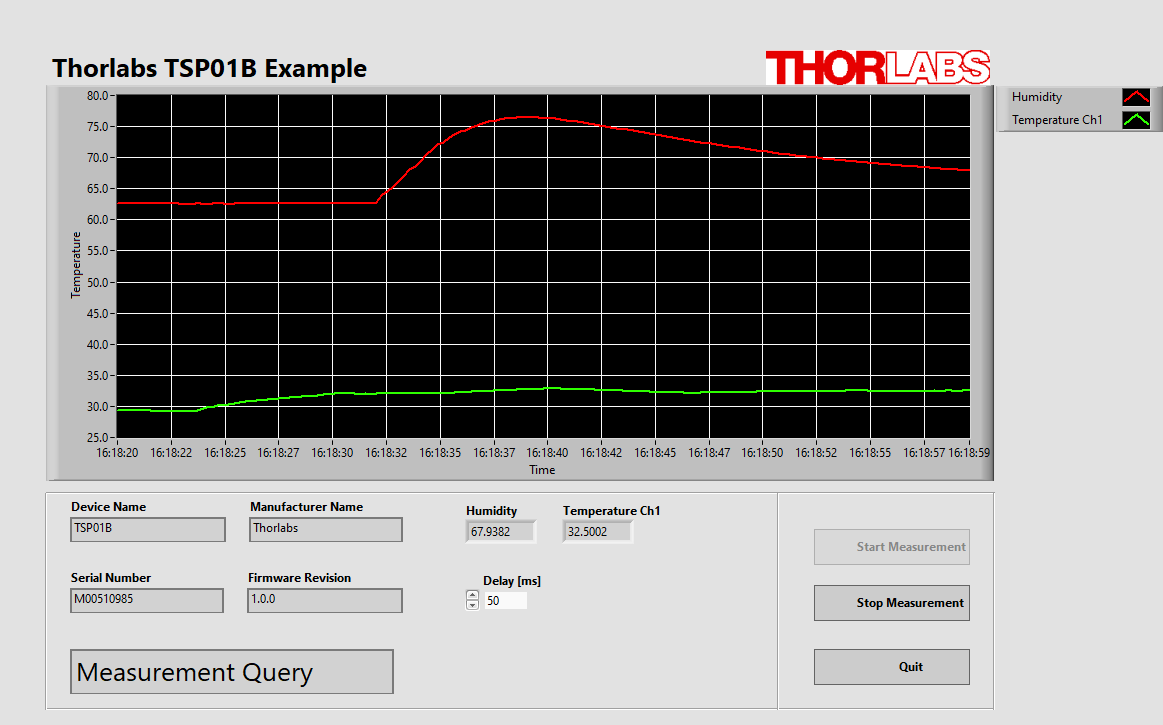 Thorlabs TSP01B Example
THORLABS
Humidity
Temperature Ch1
80.0
75.0
70.0
65.0
60.0
55.0
50.0
45.0
40.0
35.0
30.0
25.0
Temperature
16:18:20 16:18:22 16:18:25 16:18:27 16:18:30 16:18:32 16:18:35 16:18:37 16:18:40 16:18:42 16:18:45 16:18:47 16:18:50 16:18:52 16:18:55 16:18:57 16:18:59
Time
Device Name Manufacturer Name Humidity Temperature Ch1
TSP01B Thorlabs 67.9382 32.5002
Start Measurement
Serial Number Firmware Revision Delay [ms]
M00510985 1.0.0 50
Stop Measurement
Measurement Query Quit